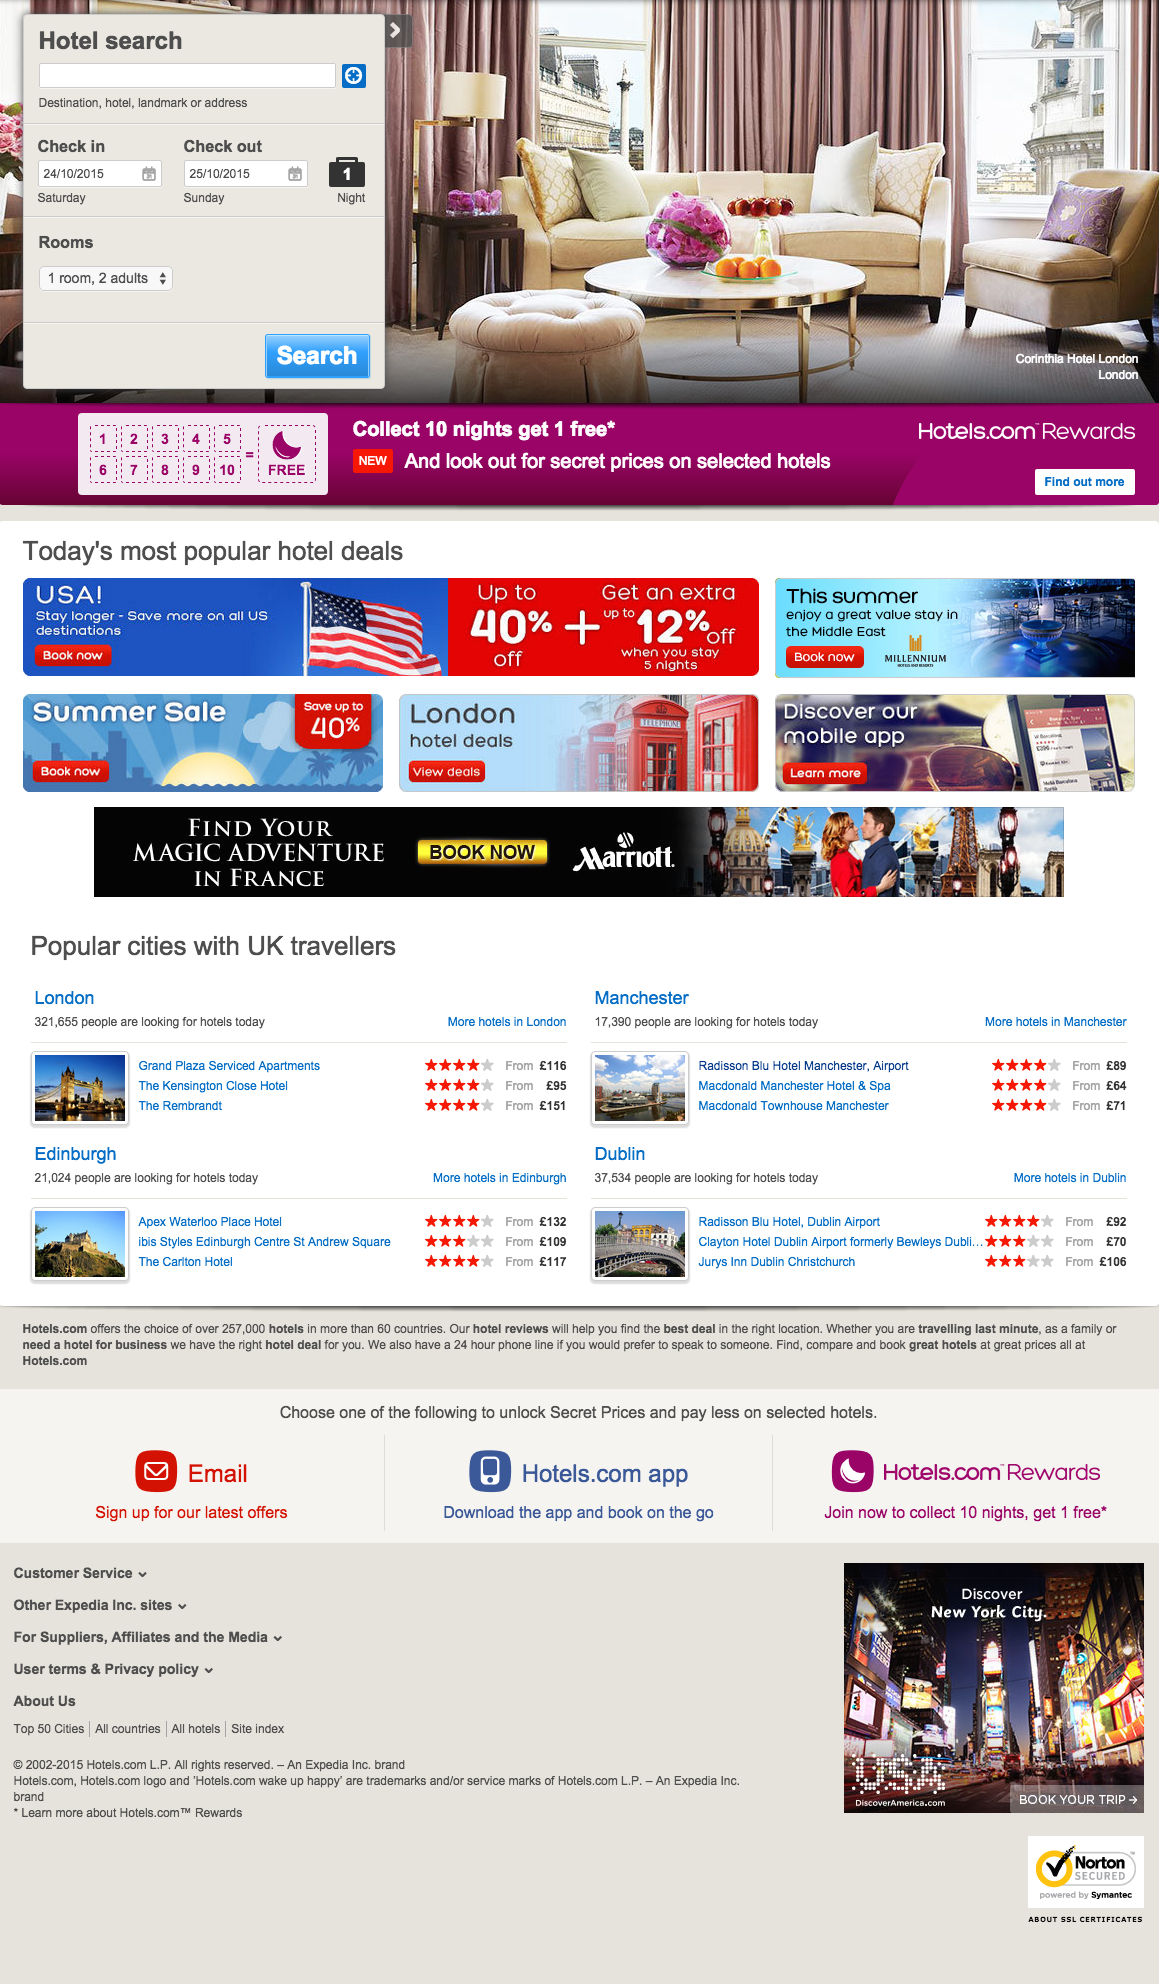 Hotel search
Destination, hotel, landmark or address
Check in
Check out
24/10/2015
25/10/2015
1
Saturday
Sunday
Night
Rooms
1 room, 2 adults
Search
Corinthia Hotel London
London
1 2 3 4 5
6 7 8 9 10
=
FREE
Collect 10 nights get 1 free*
NEW And look out for secret prices on selected hotels
Hotels.com™ Rewards
Find out more
Today's most popular hotel deals
USA!
Stay longer - Save more on all US
destinations
Book now
Up to
40%
off
+
Get an extra
up to 12% off
when you stay
5 nights
This summer
enjoy a great value stay in
the Middle East
Book now
MILLENNIUM
HOTELS AND RESORTS
Summer Sale
Save up to
40%
Book now
London
hotel deals
View deals
TELEPHONE
Discover our
mobile app
Learn more
FIND YOUR
MAGIC ADVENTURE
IN FRANCE
BOOK NOW
Marriott.
Popular cities with UK travellers
London
321,655 people are looking for hotels today
More hotels in London
Grand Plaza Serviced Apartments From £116
The Kensington Close Hotel From £95
The Rembrandt From £151
Manchester
17,390 people are looking for hotels today
More hotels in Manchester
Radisson Blu Hotel Manchester, Airport From £89
Macdonald Manchester Hotel & Spa From £64
Macdonald Townhouse Manchester From £71
Edinburgh
21,024 people are looking for hotels today
More hotels in Edinburgh
Apex Waterloo Place Hotel From £132
ibis Styles Edinburgh Centre St Andrew Square From £109
The Carlton Hotel From £117
Dublin
37,534 people are looking for hotels today
More hotels in Dublin
Radisson Blu Hotel, Dublin Airport From £92
Clayton Hotel Dublin Airport formerly Bewleys Dubli... From £70
Jurys Inn Dublin Christchurch From £106
Hotels.com offers the choice of over 257,000 hotels in more than 60 countries. Our hotel reviews will help you find the best deal in the right location. Whether you are travelling last minute, as a family or
need a hotel for business we have the right hotel deal for you. We also have a 24 hour phone line if you would prefer to speak to someone. Find, compare and book great hotels at great prices all at
Hotels.com
Choose one of the following to unlock Secret Prices and pay less on selected hotels.
Email
Sign up for our latest offers
Hotels.com app
Download the app and book on the go
Hotels.com™ Rewards
Join now to collect 10 nights, get 1 free*
Customer Service
Other Expedia Inc. sites
For Suppliers, Affiliates and the Media
User terms & Privacy policy
About Us
Top 50 Cities All countries All hotels Site index
© 2002-2015 Hotels.com L.P. All rights reserved. – An Expedia Inc. brand
Hotels.com, Hotels.com logo and 'Hotels.com wake up happy' are trademarks and/or service marks of Hotels.com L.P. – An Expedia Inc.
brand
* Learn more about Hotels.com™ Rewards
Discover
New York City.
USA
DiscoverAmerica.com
BOOK YOUR TRIP →
Norton™
SECURED
powered by Symantec
ABOUT SSL CERTIFICATES